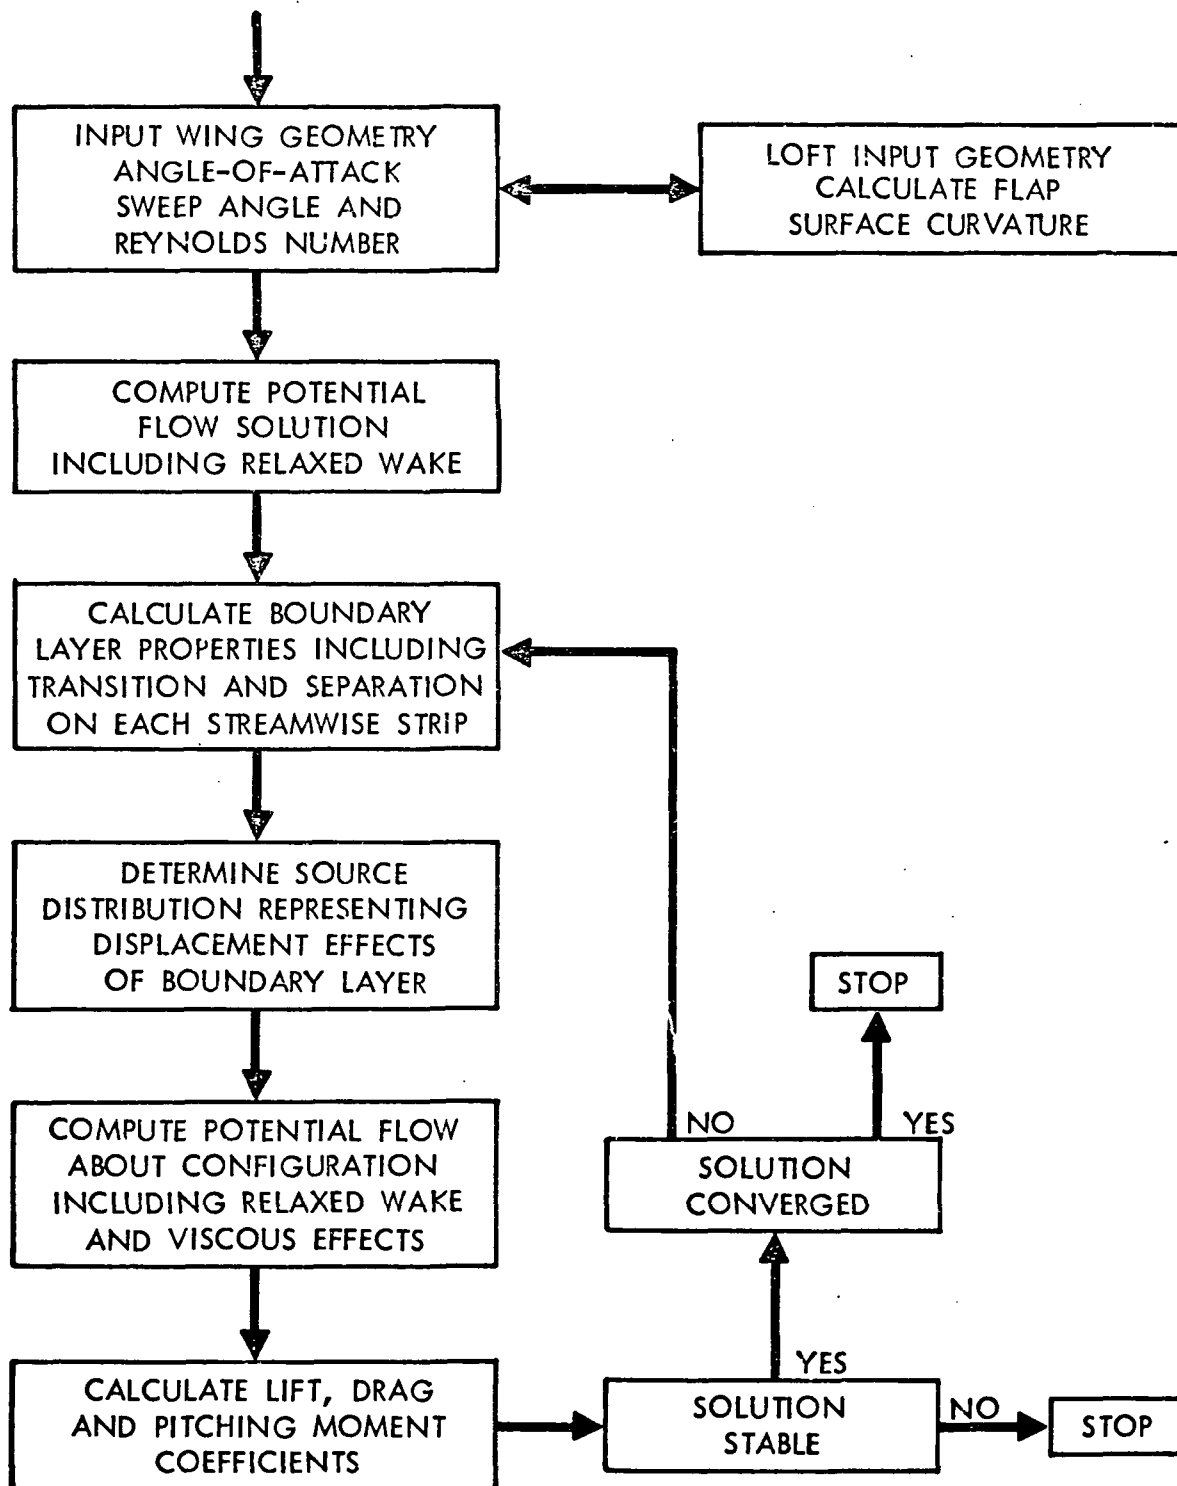 INPUT WING GEOMETRY
ANGLE-OF-ATTACK
SWEEP ANGLE AND
REYNOLDS NUMBER
LOFT INPUT GEOMETRY
CALCULATE FLAP
SURFACE CURVATURE
COMPUTE POTENTIAL
FLOW SOLUTION
INCLUDING RELAXED WAKE
CALCULATE BOUNDARY
LAYER PROPERTIES INCLUDING
TRANSITION AND SEPARATION
ON EACH STREAMWISE STRIP
DETERMINE SOURCE
DISTRIBUTION REPRESENTING
DISPLACEMENT EFFECTS
OF BOUNDARY LAYER
STOP
COMPUTE POTENTIAL FLOW
ABOUT CONFIGURATION
INCLUDING RELAXED WAKE
AND VISCOUS EFFECTS
NO
YES
SOLUTION
CONVERGED
YES
CALCULATE LIFT, DRAG
AND PITCHING MOMENT
COEFFICIENTS
SOLUTION
STABLE
NO
STOP